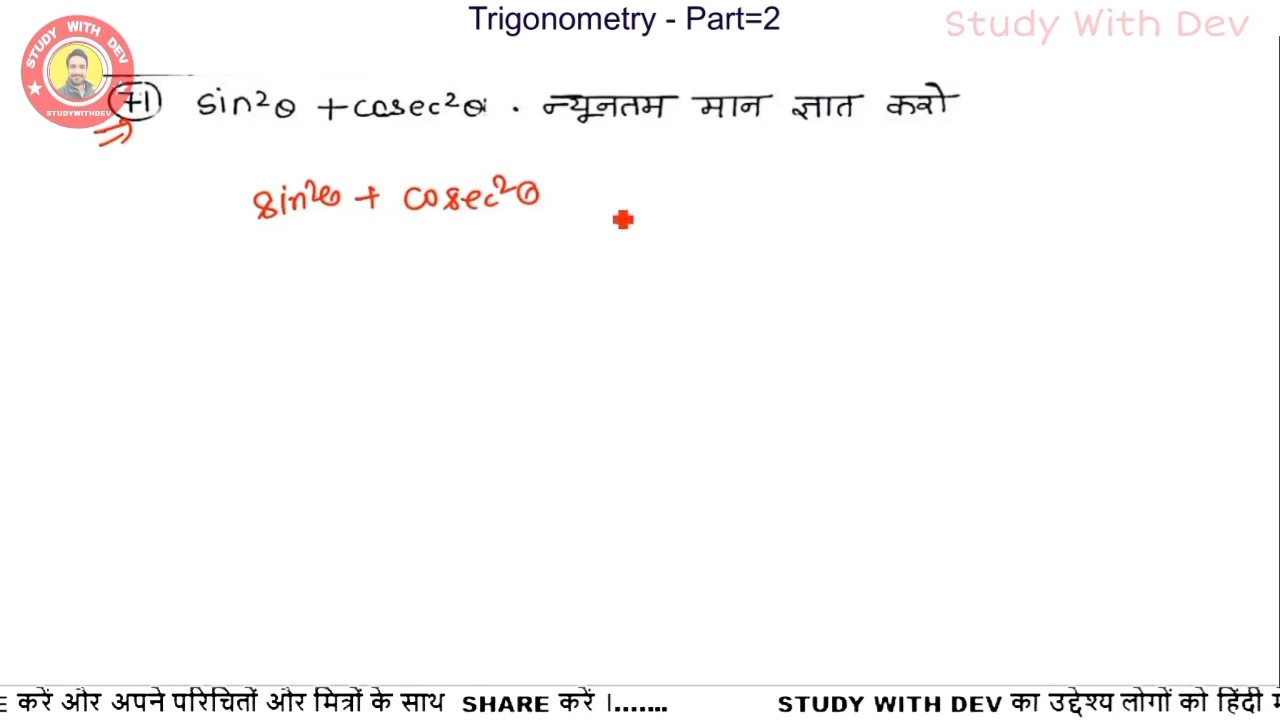 Trigonometry - Part=2
Study With Dev
STUDY WITH DEV
STUDYWITHDEV
71) sin²θ + cosec²θ . न्यूनतम मान ज्ञात करो
sin²θ + cosec²θ
E करें और अपने परिचितों और मित्रों के साथ SHARE करें ।....... STUDY WITH DEV का उद्देश्य लोगों को हिंदी में